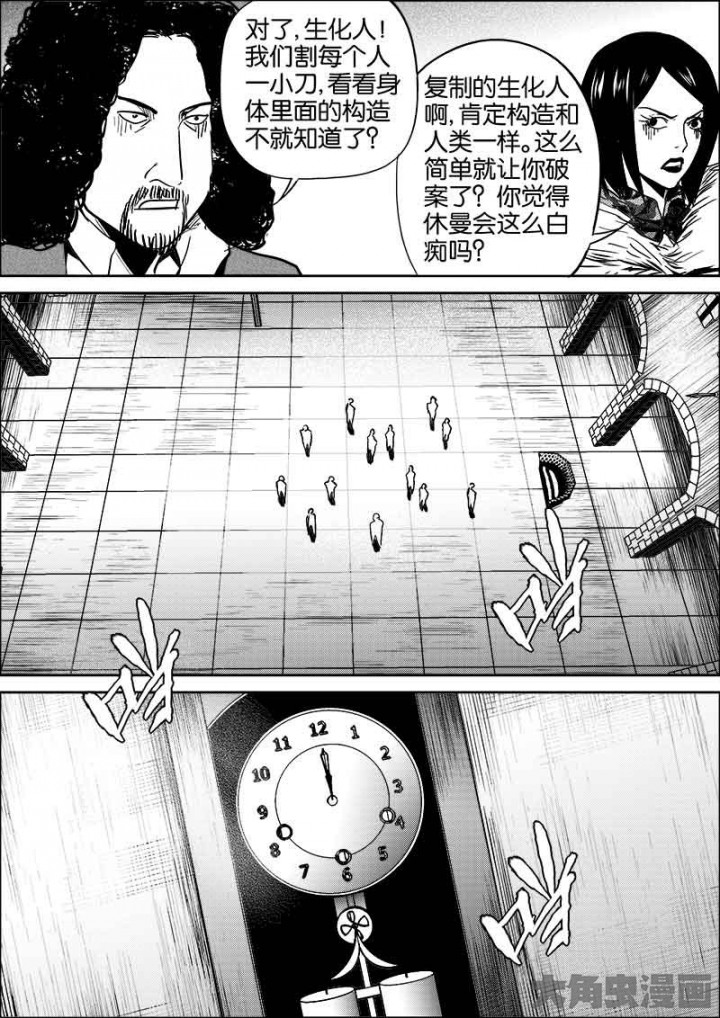 对了,生化人!
我们割每个人
一小刀,看看身
体里面的构造
不就知道了?
复制的生化人
啊,肯定构造和
人类一样。这么
简单就让你破
案了?你觉得
休曼会这么白
痴吗?
12
1
2
3
4
5
6
7
8
9
10
11
大角虫漫画